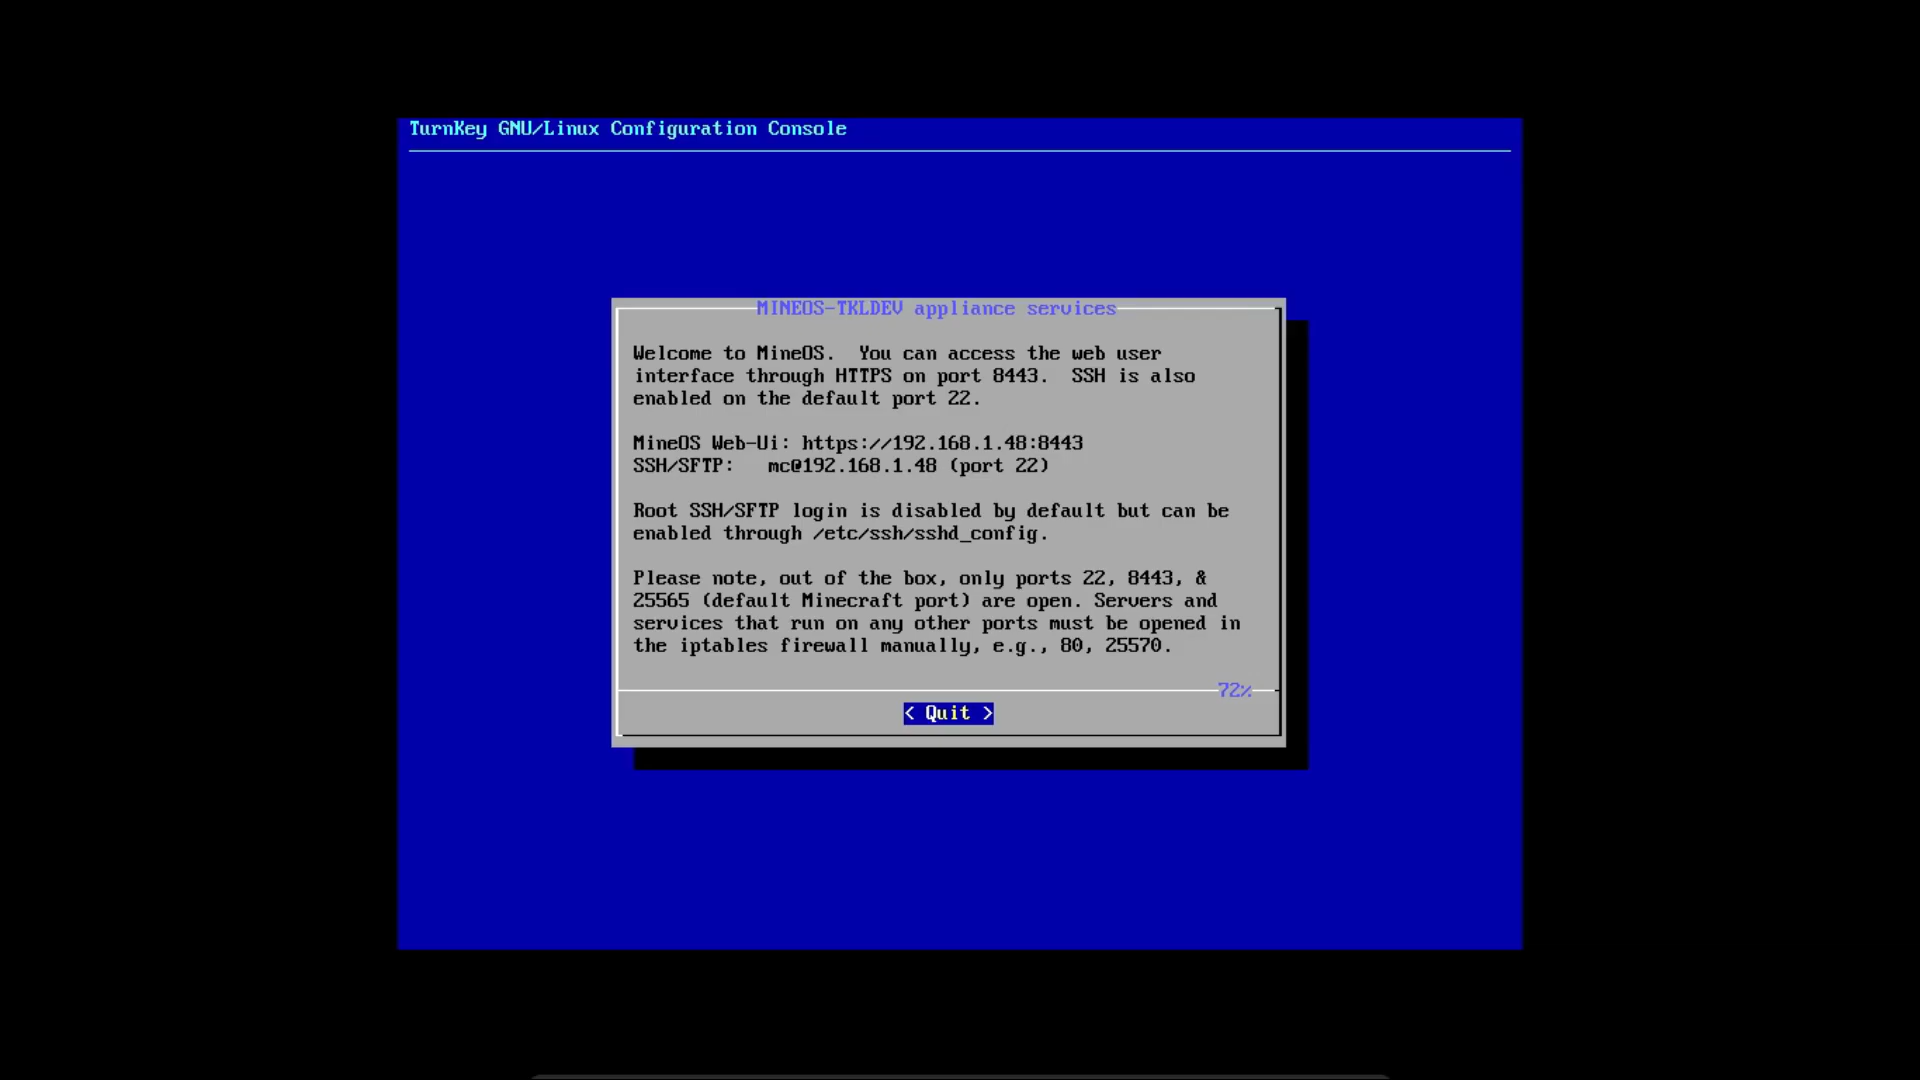 TurnKey GNU/Linux Configuration Console
MINEOS-TKLDEV appliance services
Welcome to MineOS.  You can access the web user
interface through HTTPS on port 8443.  SSH is also
enabled on the default port 22.
MineOS Web-Ui: https://192.168.1.48:8443
SSH/SFTP:   mc@192.168.1.48 (port 22)
Root SSH/SFTP login is disabled by default but can be
enabled through /etc/ssh/sshd_config.
Please note, out of the box, only ports 22, 8443, &
25565 (default Minecraft port) are open. Servers and
services that run on any other ports must be opened in
the iptables firewall manually, e.g., 80, 25570.
72%
< Quit >